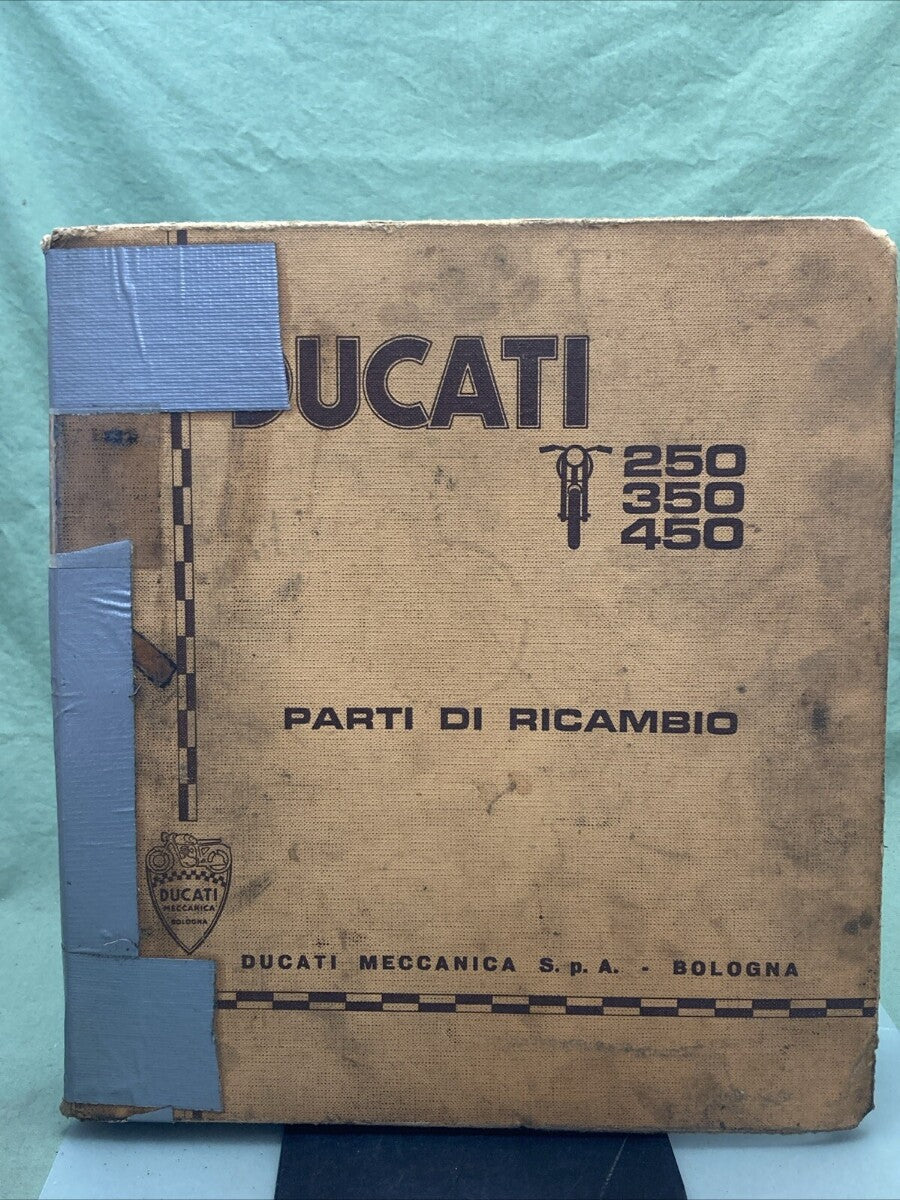 DUCATI
250
350
450
PARTI DI RICAMBIO
DUCATI
MECCANICA
BOLOGNA
DUCATI MECCANICA S. p. A. - BOLOGNA